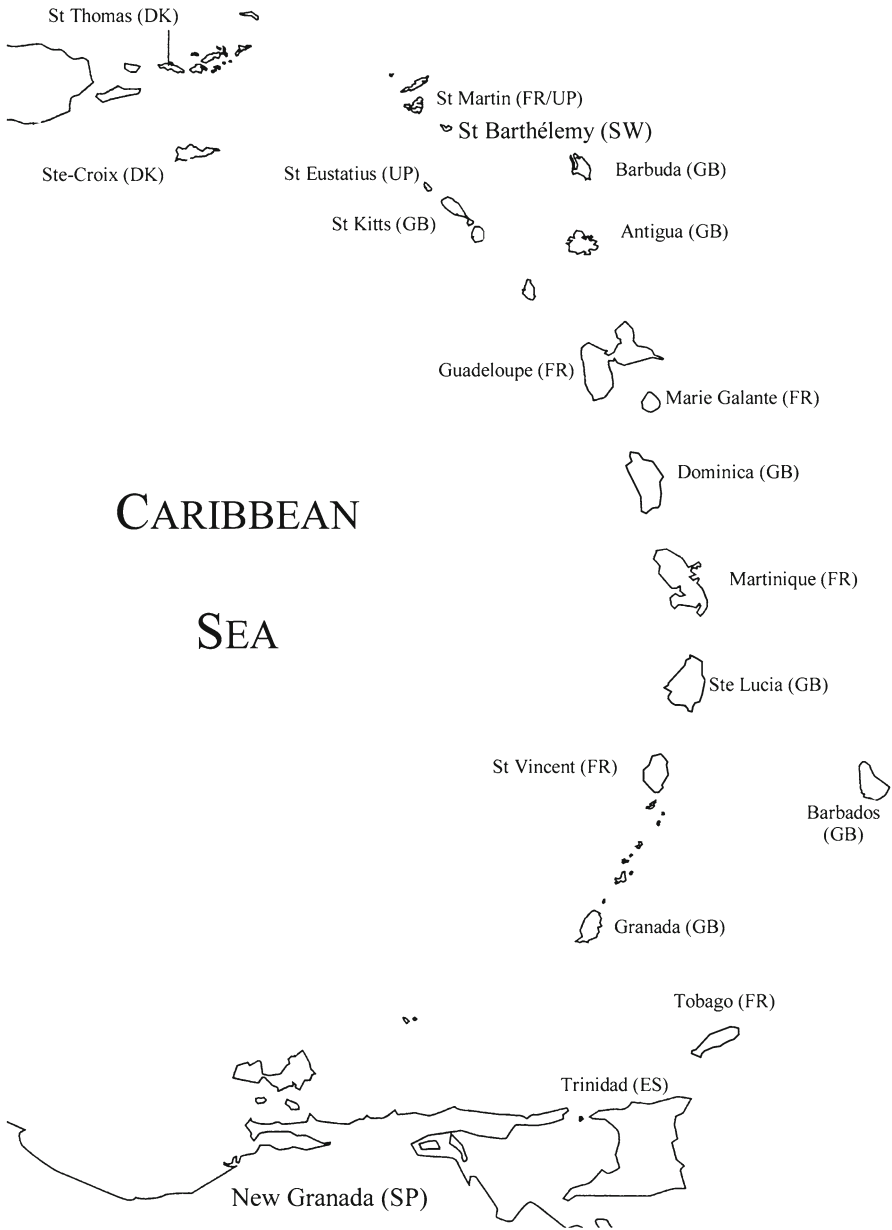 St Thomas (DK)
St Martin (FR/UP)
St Barthélemy (SW)
Barbuda (GB)
Ste-Croix (DK)
St Eustatius (UP)
St Kitts (GB)
Antigua (GB)
Guadeloupe (FR)
Marie Galante (FR)
Dominica (GB)
CARIBBEAN
Martinique (FR)
SEA
Ste Lucia (GB)
St Vincent (FR)
Barbados
(GB)
Granada (GB)
Tobago (FR)
Trinidad (ES)
New Granada (SP)